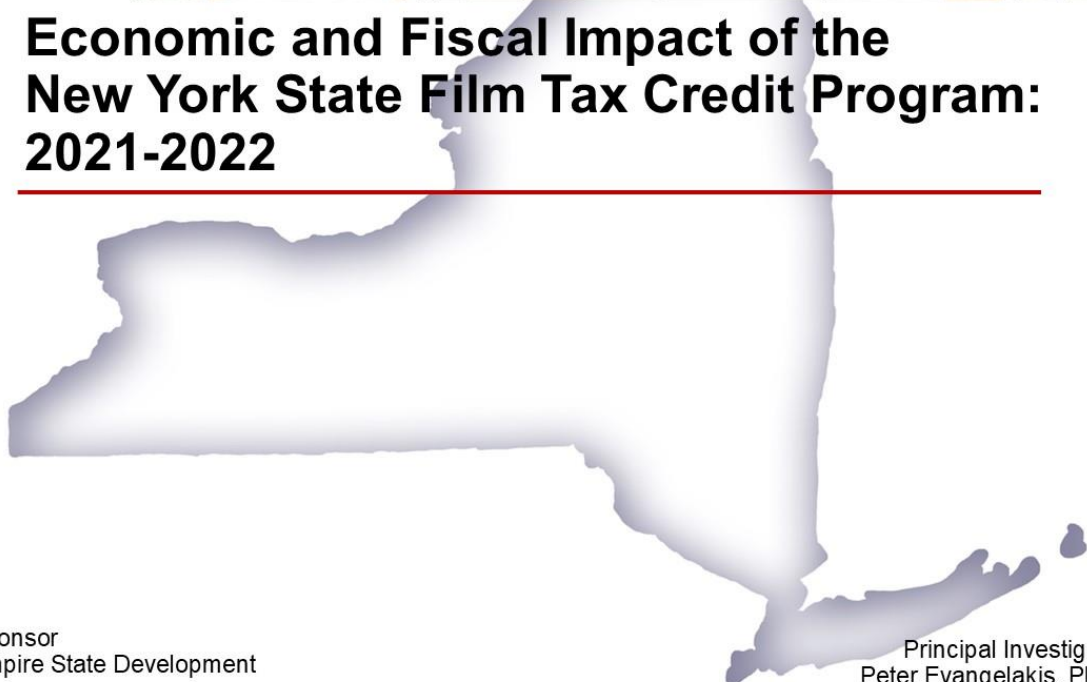 Economic and Fiscal Impact of the
New York State Film Tax Credit Program:
2021-2022
onsor
pire State Development
Principal Investig
Peter Evangelakis, P